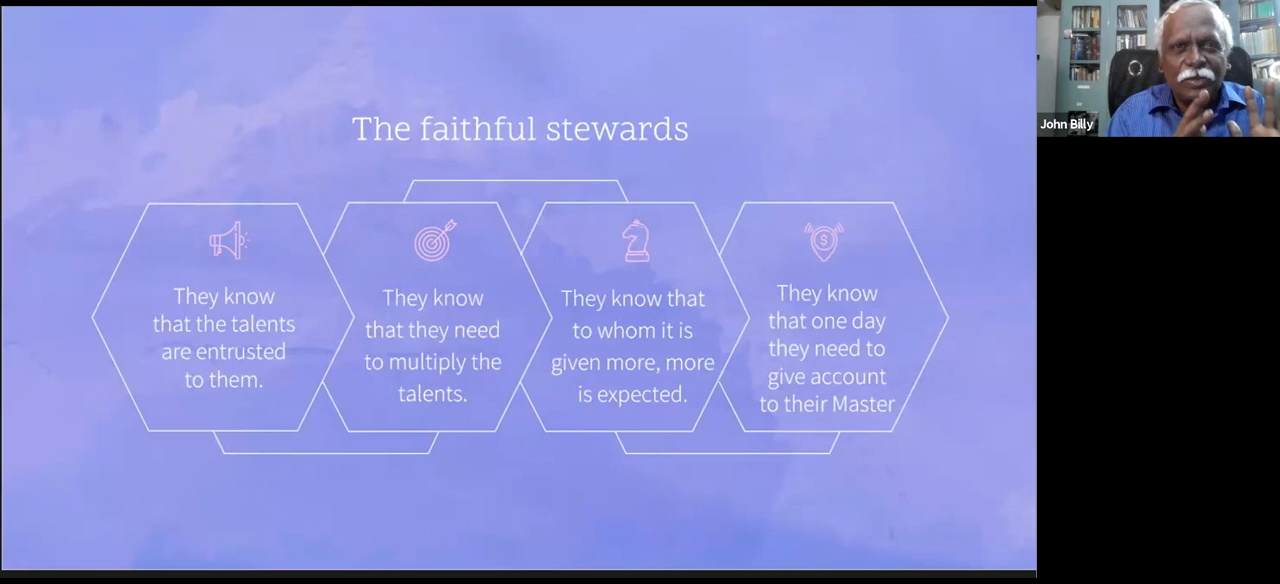 The faithful stewards
They know
that the talents
are entrusted
to them.
They know
that they need
to multiply the
talents.
They know that
to whom it is
given more, more
is expected.
$
They know
that one day
they need to
give account
to their Master
John Billy